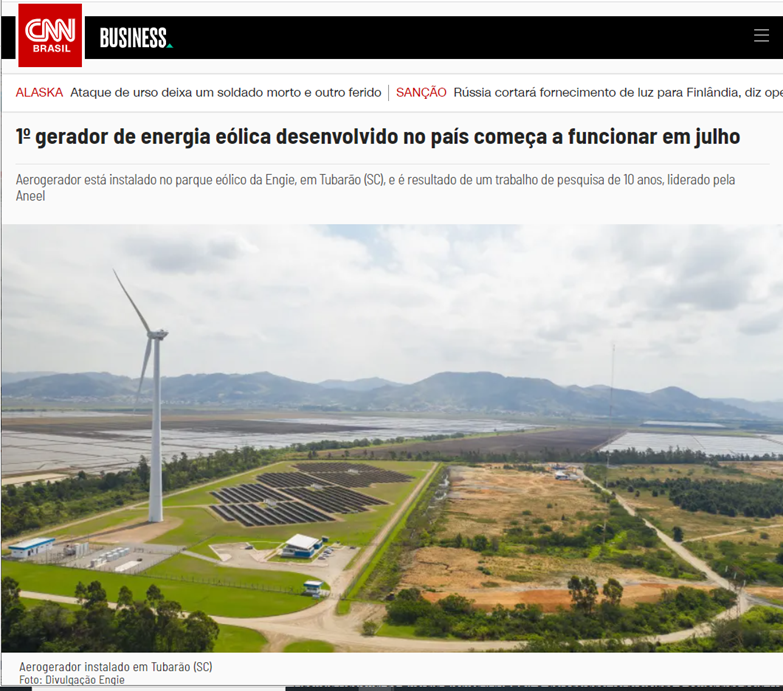 CNN
BRASIL
BUSINESS
ALASKA Ataque de urso deixa um soldado morto e outro ferido | SANÇÃO Rússia cortará fornecimento de luz para Finlândia, diz ope
1º gerador de energia eólica desenvolvido no país começa a funcionar em julho
Aerogerador está instalado no parque eólico da Engie, em Tubarão (SC), e é resultado de um trabalho de pesquisa de 10 anos, liderado pela
Aneel
Aerogerador instalado em Tubarão (SC)
Foto: Divulgação Engie